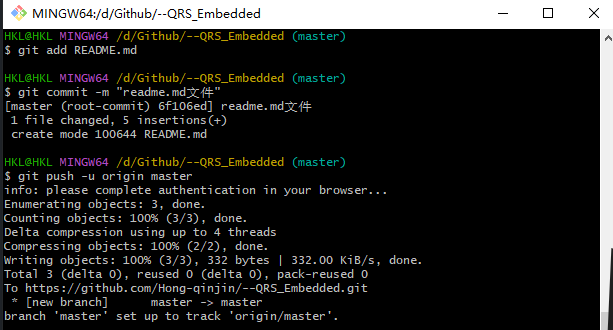 MINGW64:/d/Github/--QRS_Embedded
HKL@HKL MINGW64 /d/Github/--QRS_Embedded (master)
$ git add README.md
HKL@HKL MINGW64 /d/Github/--QRS_Embedded (master)
$ git commit -m "readme.md文件"
[master (root-commit) 6f106ed] readme.md文件
 1 file changed, 5 insertions(+)
 create mode 100644 README.md
HKL@HKL MINGW64 /d/Github/--QRS_Embedded (master)
$ git push -u origin master
info: please complete authentication in your browser...
Enumerating objects: 3, done.
Counting objects: 100% (3/3), done.
Delta compression using up to 4 threads
Compressing objects: 100% (2/2), done.
Writing objects: 100% (3/3), 332 bytes | 332.00 KiB/s, done.
Total 3 (delta 0), reused 0 (delta 0), pack-reused 0
To https://github.com/Hong-qinjin/--QRS_Embedded.git
 * [new branch]      master -> master
branch 'master' set up to track 'origin/master'.